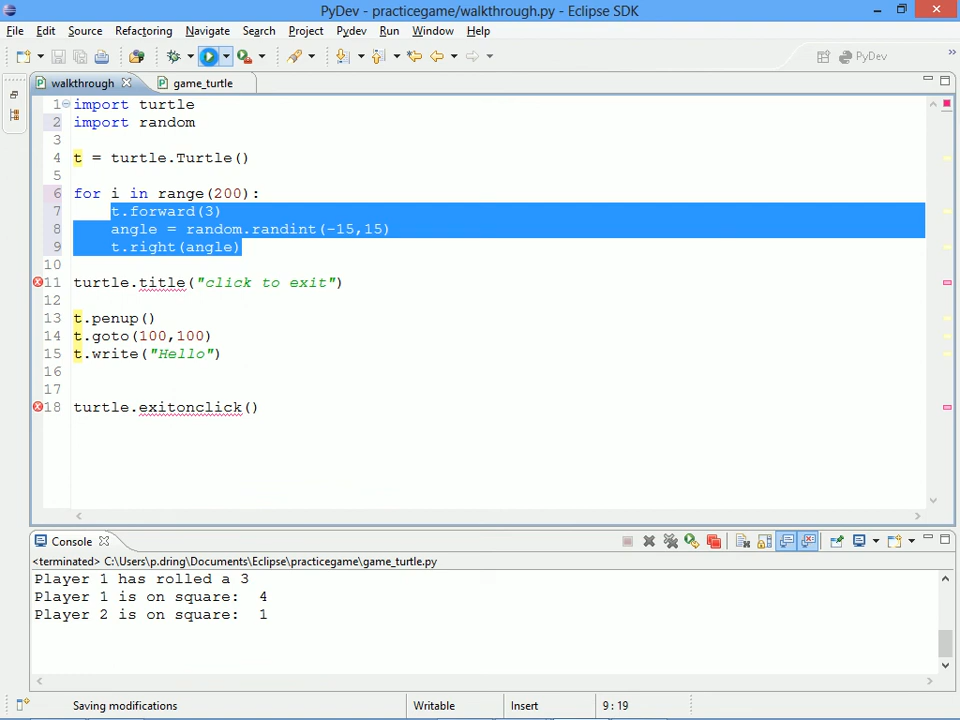 PyDev - practicegame/walkthrough.py - Eclipse SDK
File Edit Source Refactoring Navigate Search Project Pydev Run Window Help
PyDev
walkthrough game_turtle
1 import turtle
2 import random
3
4 t = turtle.Turtle()
5
6 for i in range(200):
7 t.forward(3)
8 angle = random.randint(-15,15)
9 t.right(angle)
10
11 turtle.title("click to exit")
12
13 t.penup()
14 t.goto(100,100)
15 t.write("Hello")
16
17
18 turtle.exitonclick()
Console
<terminated> C:\Users\p.dring\Documents\Eclipse\practicegame\game_turtle.py
Player 1 has rolled a 3
Player 1 is on square:  4
Player 2 is on square:  1
Saving modifications Writable Insert 9 : 19